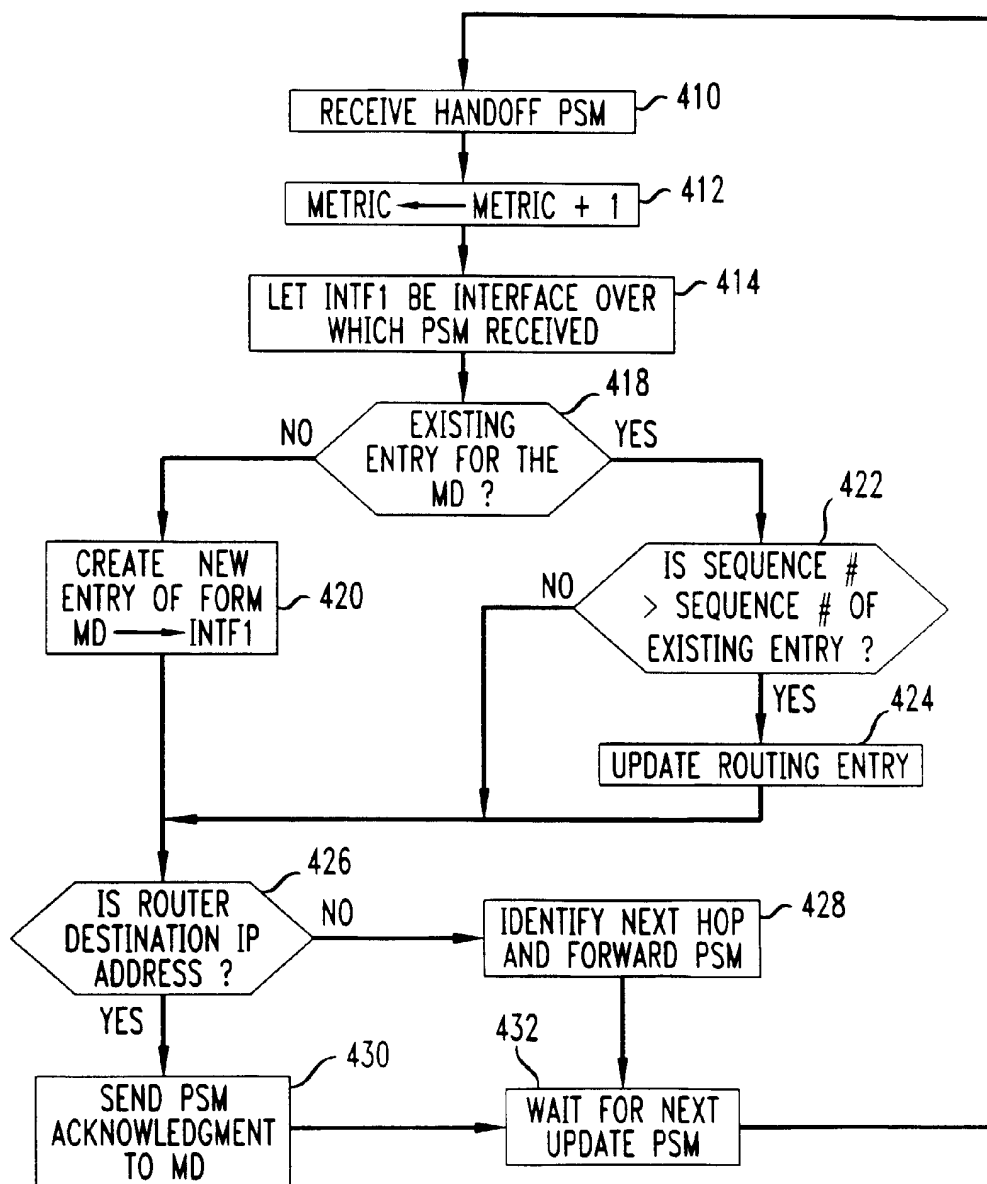 RECEIVE HANDOFF PSM
410
METRIC ← METRIC + 1
412
LET INTF1 BE INTERFACE OVER
WHICH PSM RECEIVED
414
418
EXISTING
ENTRY FOR THE
MD ?
NO
YES
CREATE NEW
ENTRY OF FORM
MD → INTF1
420
422
IS SEQUENCE #
> SEQUENCE # OF
EXISTING ENTRY ?
NO
YES
424
UPDATE ROUTING ENTRY
426
IS ROUTER
DESTINATION IP
ADDRESS ?
NO
YES
IDENTIFY NEXT HOP
AND FORWARD PSM
428
430
SEND PSM
ACKNOWLEDGMENT
TO MD
432
WAIT FOR NEXT
UPDATE PSM